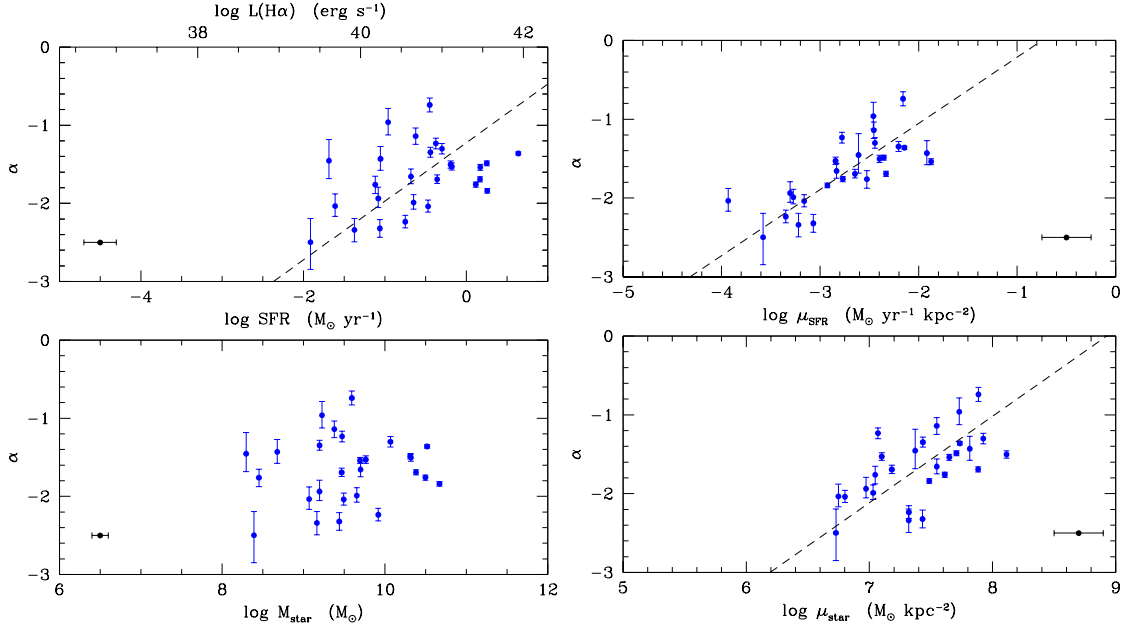 log L(Hα) (erg s⁻¹)
38 40 42
0
−1
−2
−3
α
−4 −2 0
log SFR (M⊙ yr⁻¹)
0
−1
−2
−3
α
−5 −4 −3 −2 −1 0
log μSFR (M⊙ yr⁻¹ kpc⁻²)
0
−1
−2
−3
α
6 8 10 12
log Mstar (M⊙)
0
−1
−2
−3
α
5 6 7 8 9
log μstar (M⊙ kpc⁻²)